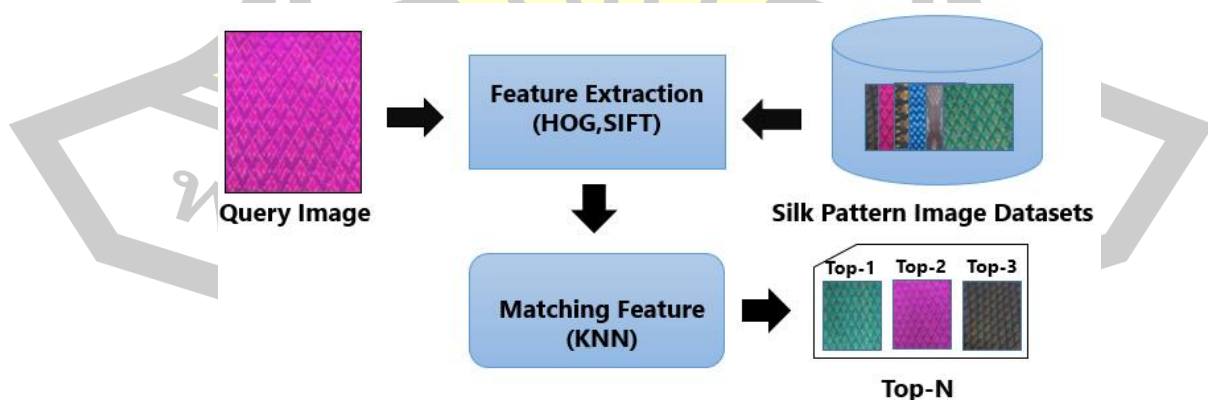 Feature Extraction
(HOG,SIFT)
Query Image
Silk Pattern Image Datasets
Matching Feature
(KNN)
Top-1 Top-2 Top-3
Top-N